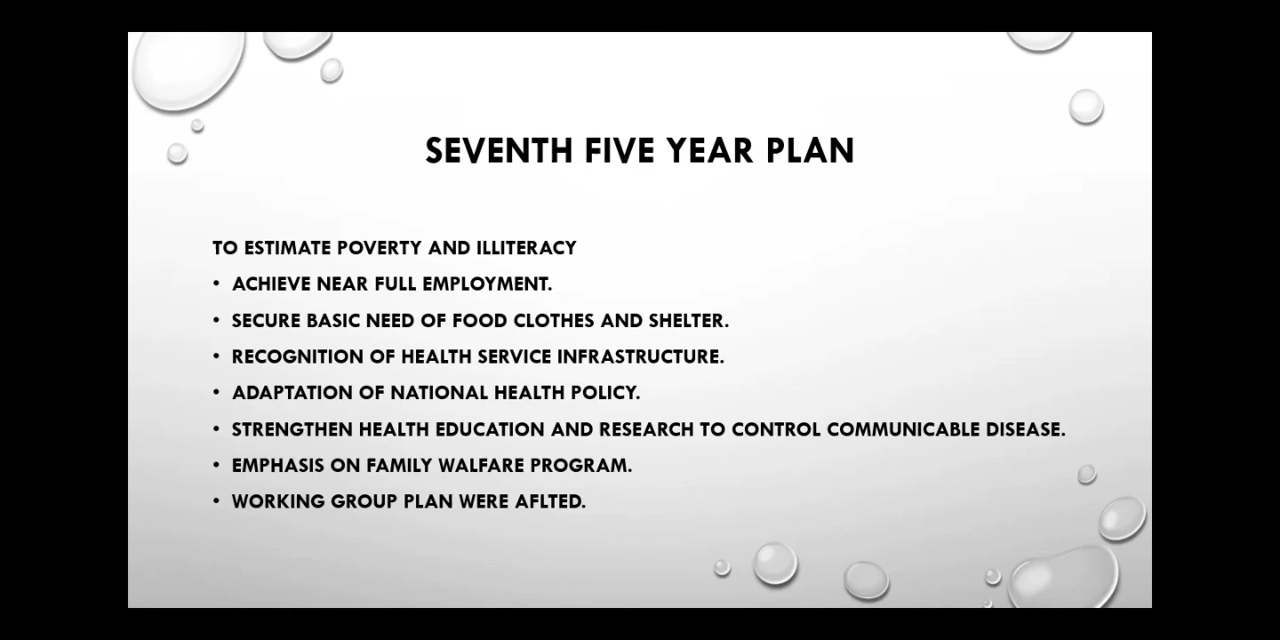 SEVENTH FIVE YEAR PLAN
TO ESTIMATE POVERTY AND ILLITERACY
• ACHIEVE NEAR FULL EMPLOYMENT.
• SECURE BASIC NEED OF FOOD CLOTHES AND SHELTER.
• RECOGNITION OF HEALTH SERVICE INFRASTRUCTURE.
• ADAPTATION OF NATIONAL HEALTH POLICY.
• STRENGTHEN HEALTH EDUCATION AND RESEARCH TO CONTROL COMMUNICABLE DISEASE.
• EMPHASIS ON FAMILY WELFARE PROGRAM.
• WORKING GROUP PLAN WERE AFLTED.